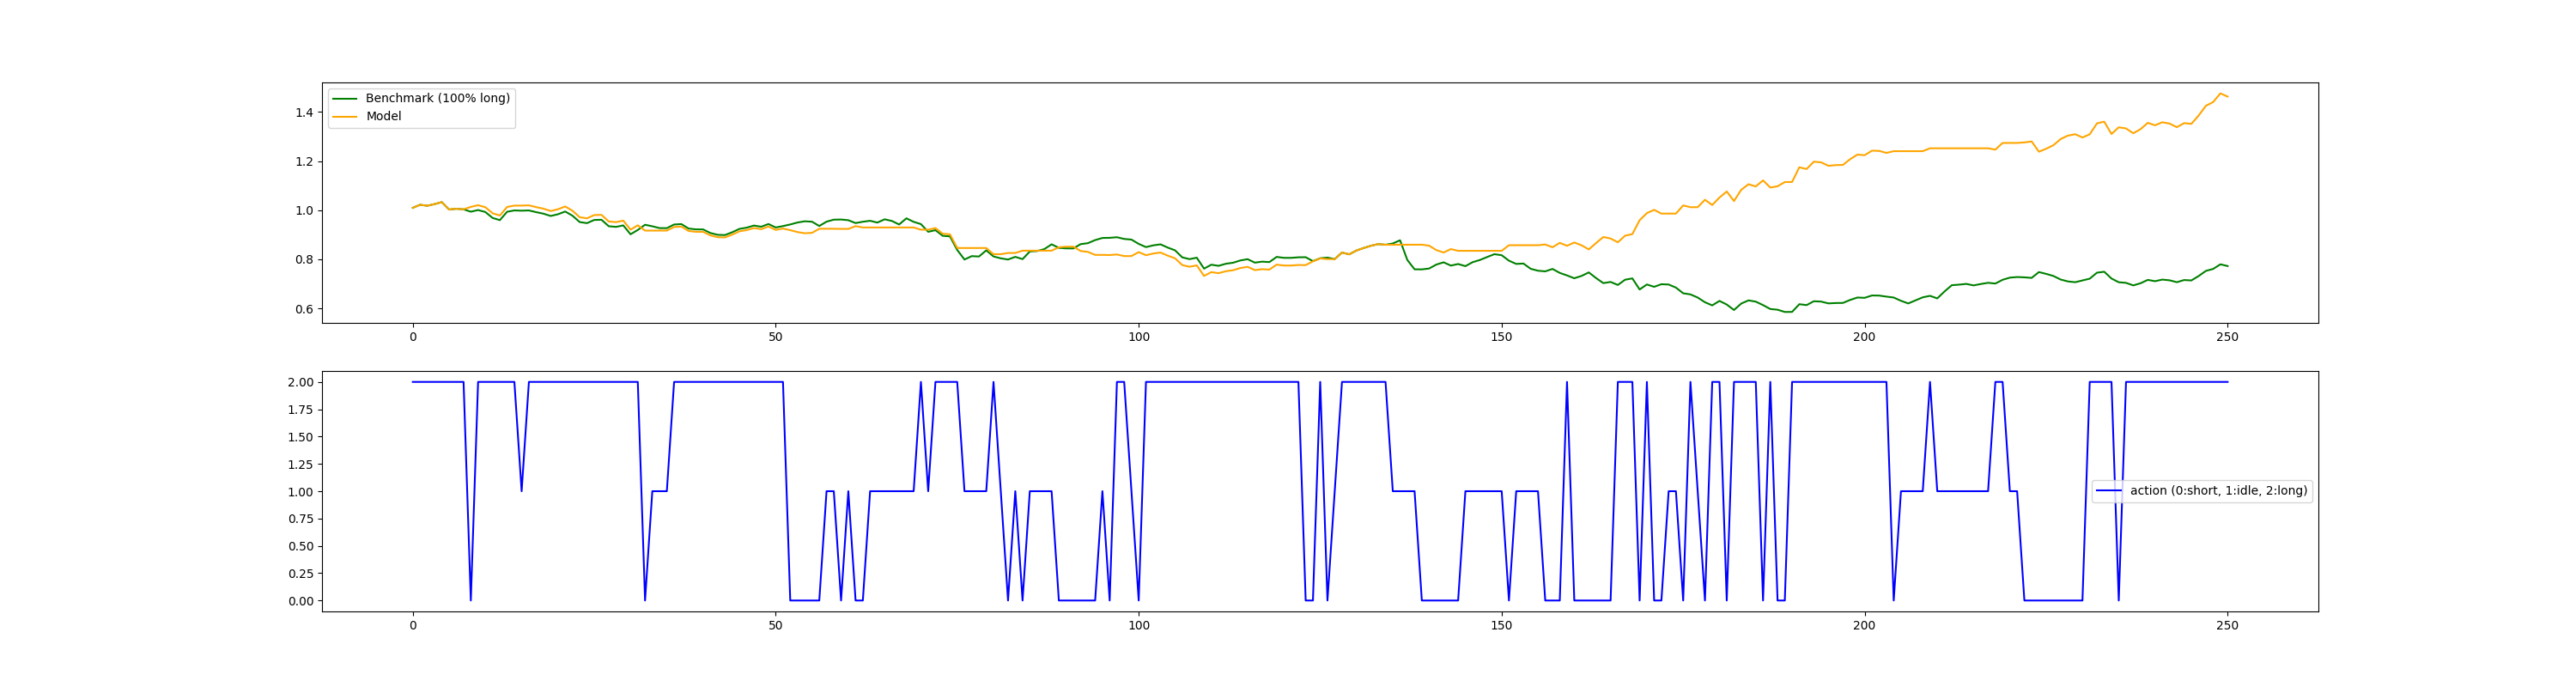 Benchmark (100% long)
Model
1.4
1.2
1.0
0.8
0.6
0 50 100 150 200 250
2.00
1.75
1.50
1.25
1.00
0.75
0.50
0.25
0.00
action (0:short, 1:idle, 2:long)
0 50 100 150 200 250